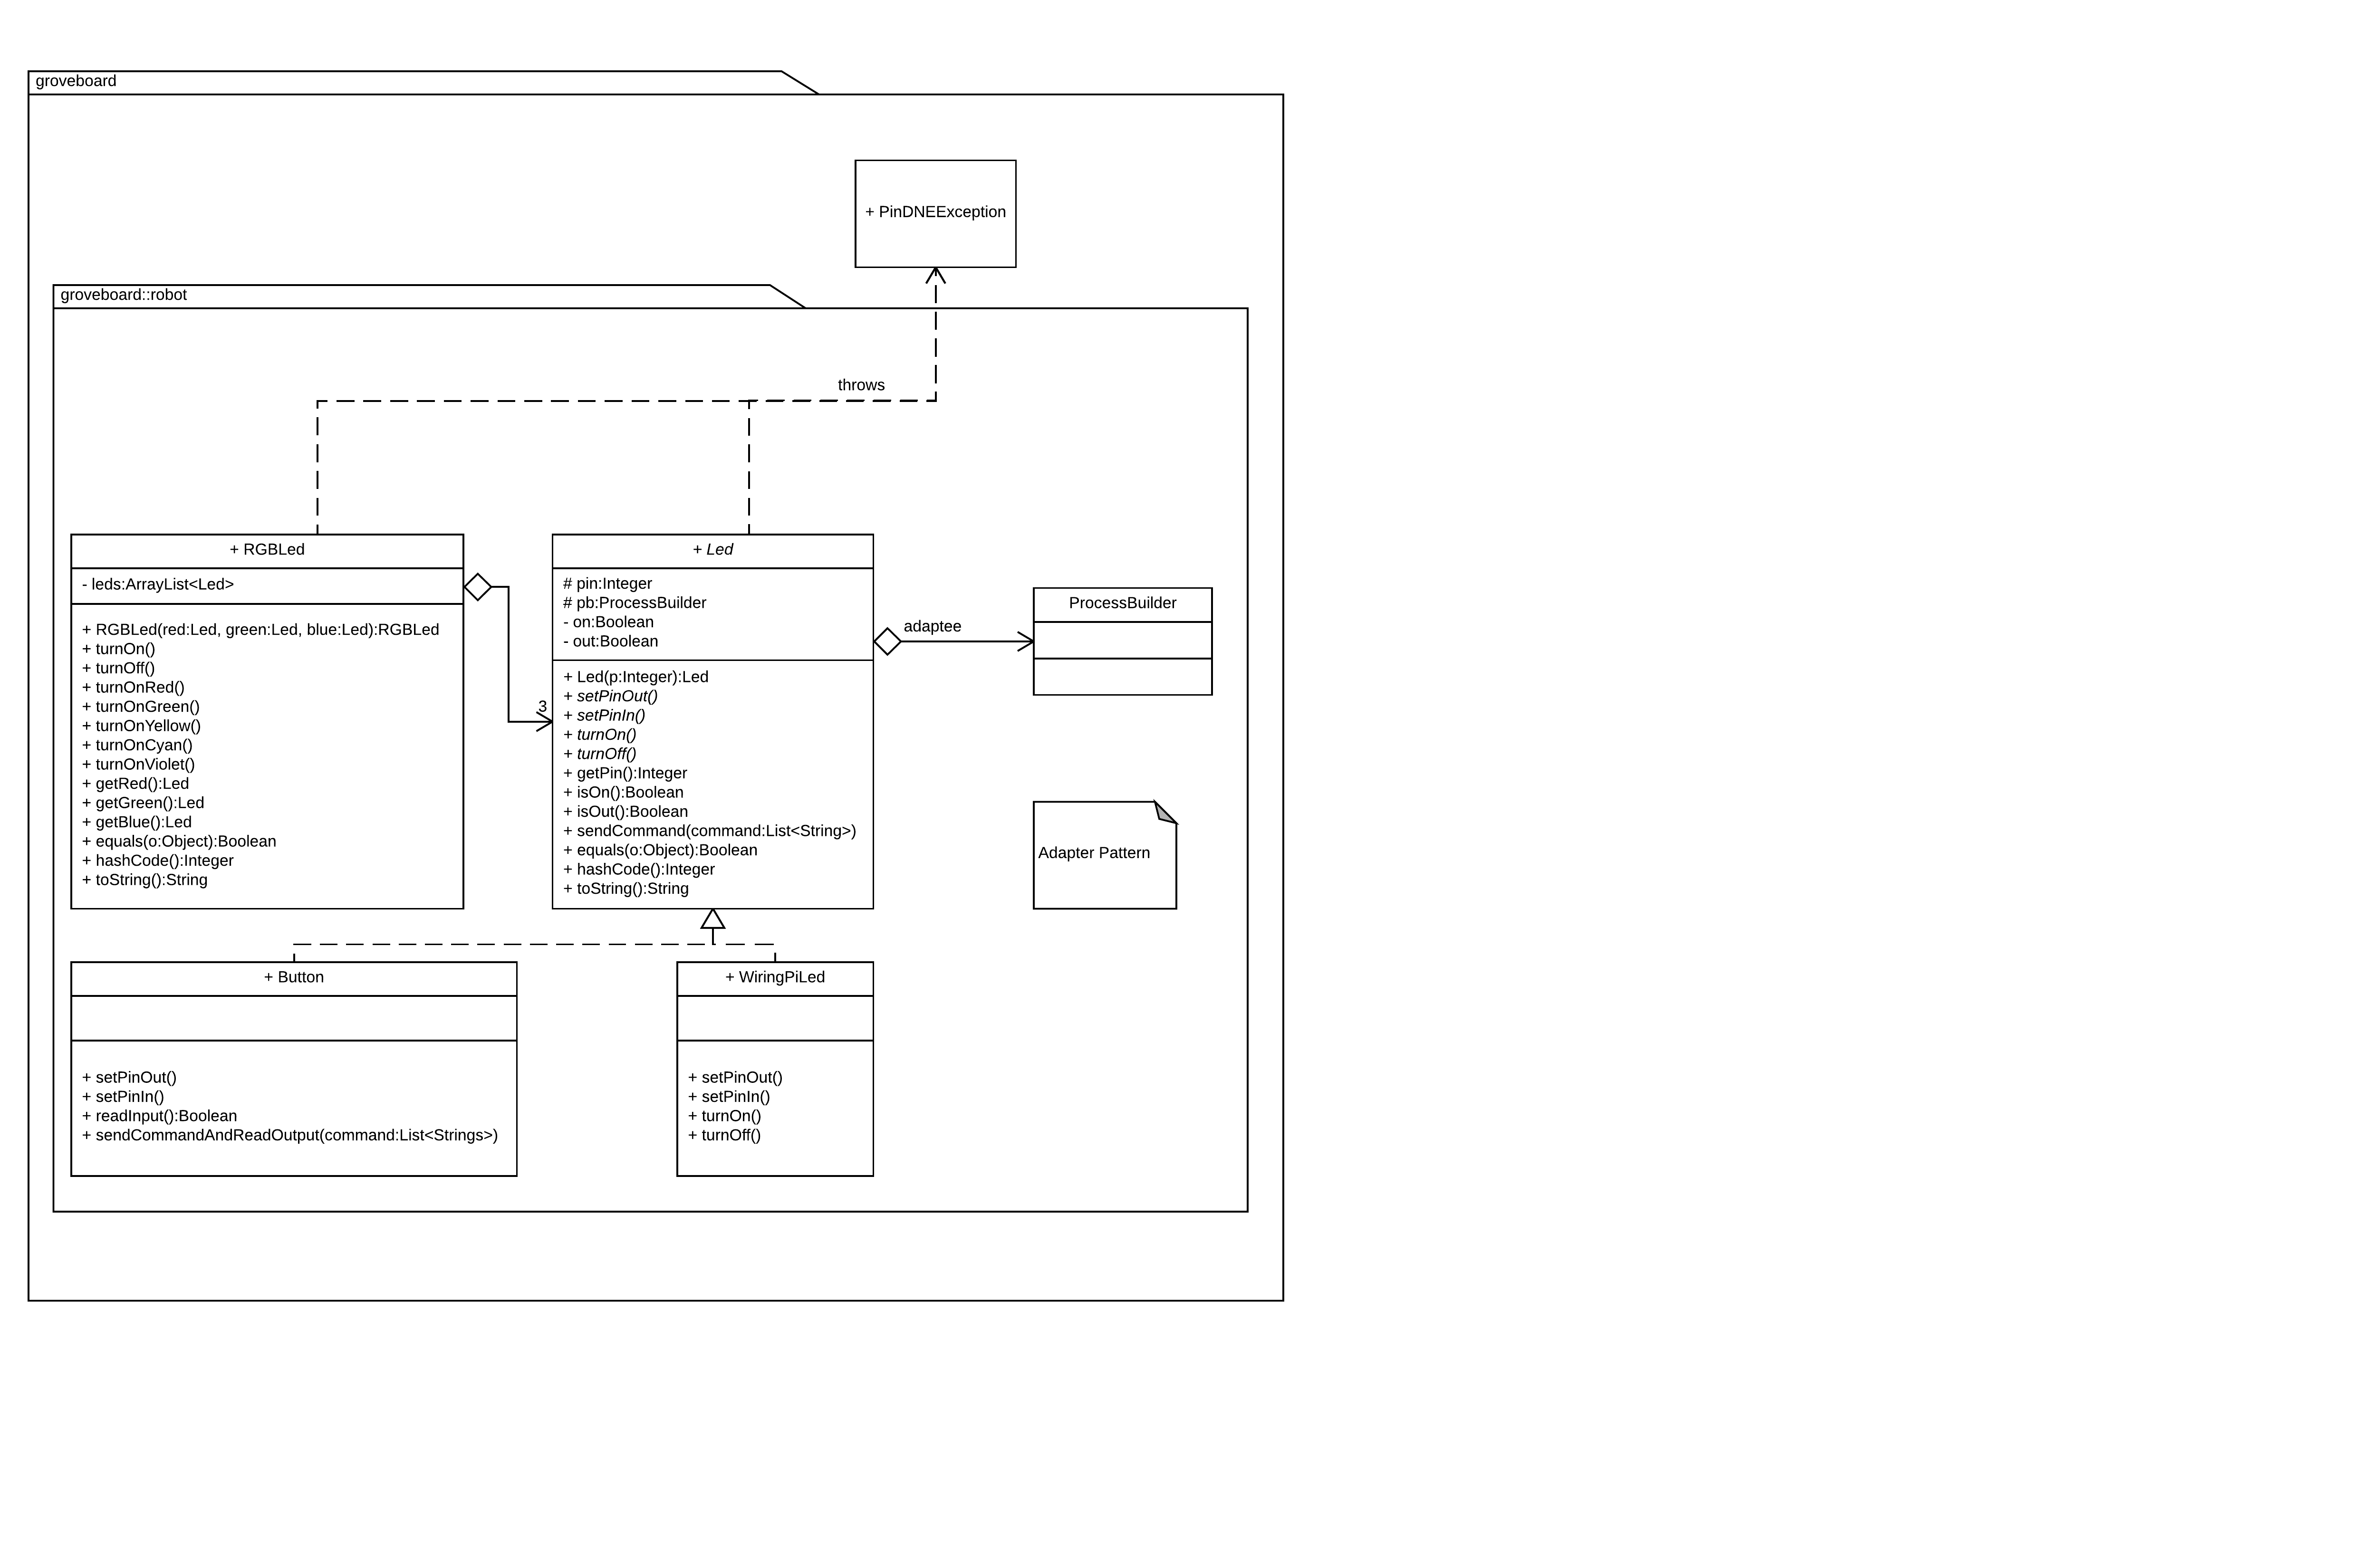 groveboard
+ PinDNEException
groveboard::robot
throws
+ RGBLed
- leds:ArrayList<Led>
+ RGBLed(red:Led, green:Led, blue:Led):RGBLed
+ turnOn()
+ turnOff()
+ turnOnRed()
+ turnOnGreen()
+ turnOnYellow()
+ turnOnCyan()
+ turnOnViolet()
+ getRed():Led
+ getGreen():Led
+ getBlue():Led
+ equals(o:Object):Boolean
+ hashCode():Integer
+ toString():String
3
+ Led
# pin:Integer
# pb:ProcessBuilder
- on:Boolean
- out:Boolean
+ Led(p:Integer):Led
+ setPinOut()
+ setPinIn()
+ turnOn()
+ turnOff()
+ getPin():Integer
+ isOn():Boolean
+ isOut():Boolean
+ sendCommand(command:List<String>)
+ equals(o:Object):Boolean
+ hashCode():Integer
+ toString():String
adaptee
ProcessBuilder
Adapter Pattern
+ Button
+ setPinOut()
+ setPinIn()
+ readInput():Boolean
+ sendCommandAndReadOutput(command:List<Strings>)
+ WiringPiLed
+ setPinOut()
+ setPinIn()
+ turnOn()
+ turnOff()